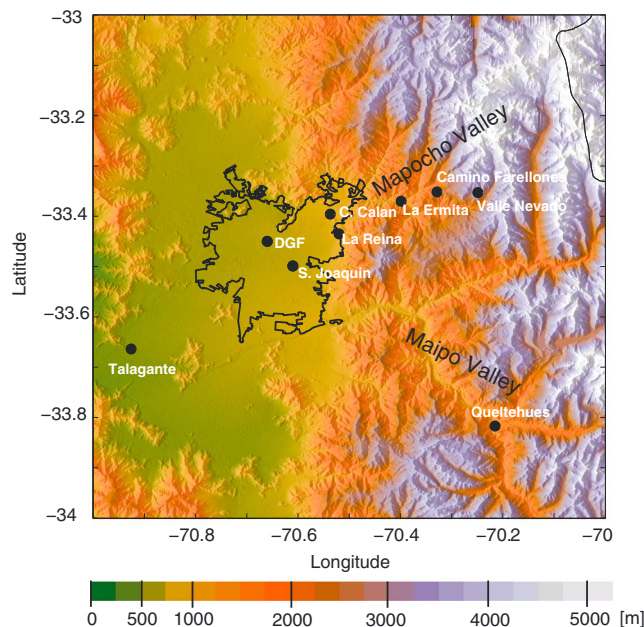 −33
−33.2
−33.4
−33.6
−33.8
−34
Latitude
Mapocho Valley
Camino Farellones
C. Calan
La Ermita
Valle Nevado
DGF
La Reina
S. Joaquin
Talagante
Maipo Valley
Queltehues
−70.8
−70.6
−70.4
−70.2
−70
Longitude
0
500
1000
2000
3000
4000
5000
[m]